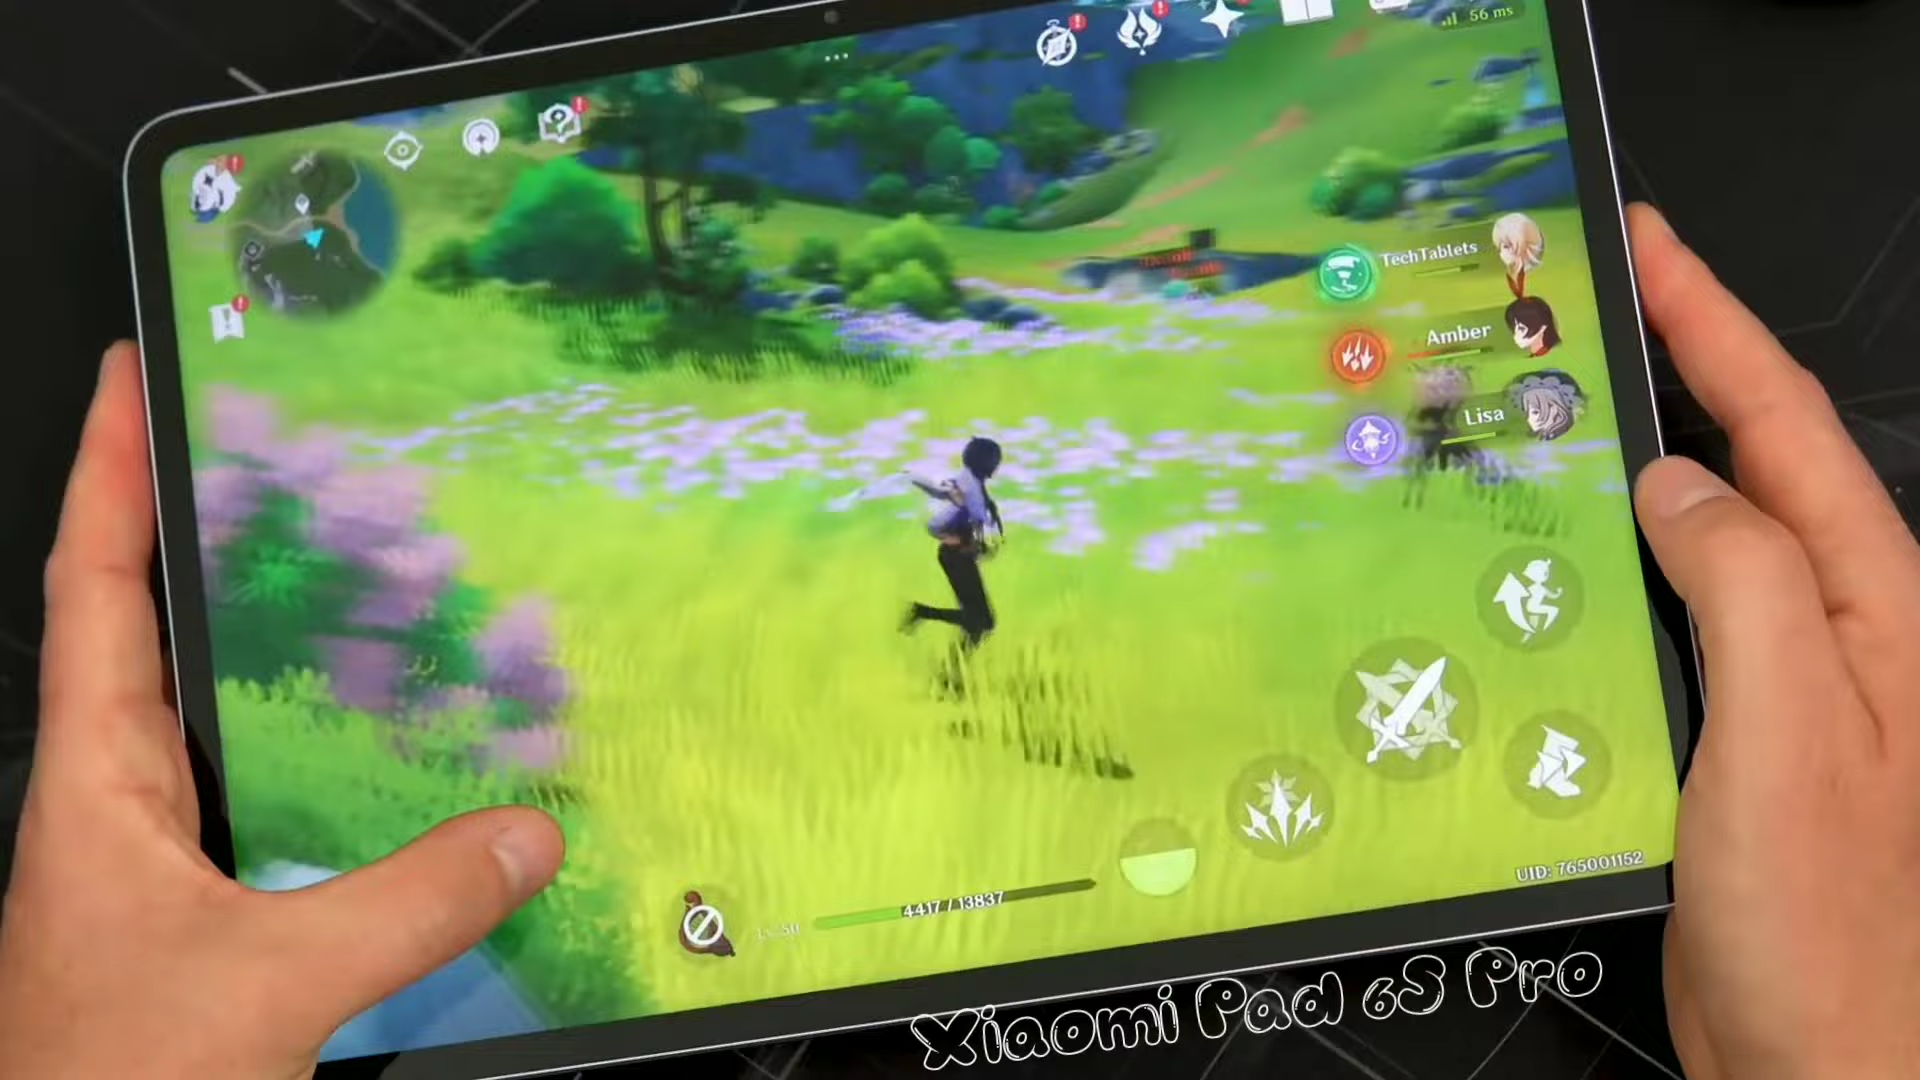 56 ms
TechTablets
Amber
Lisa
4417 / 13837
UID: 765001152
Xiaomi Pad 6S Pro